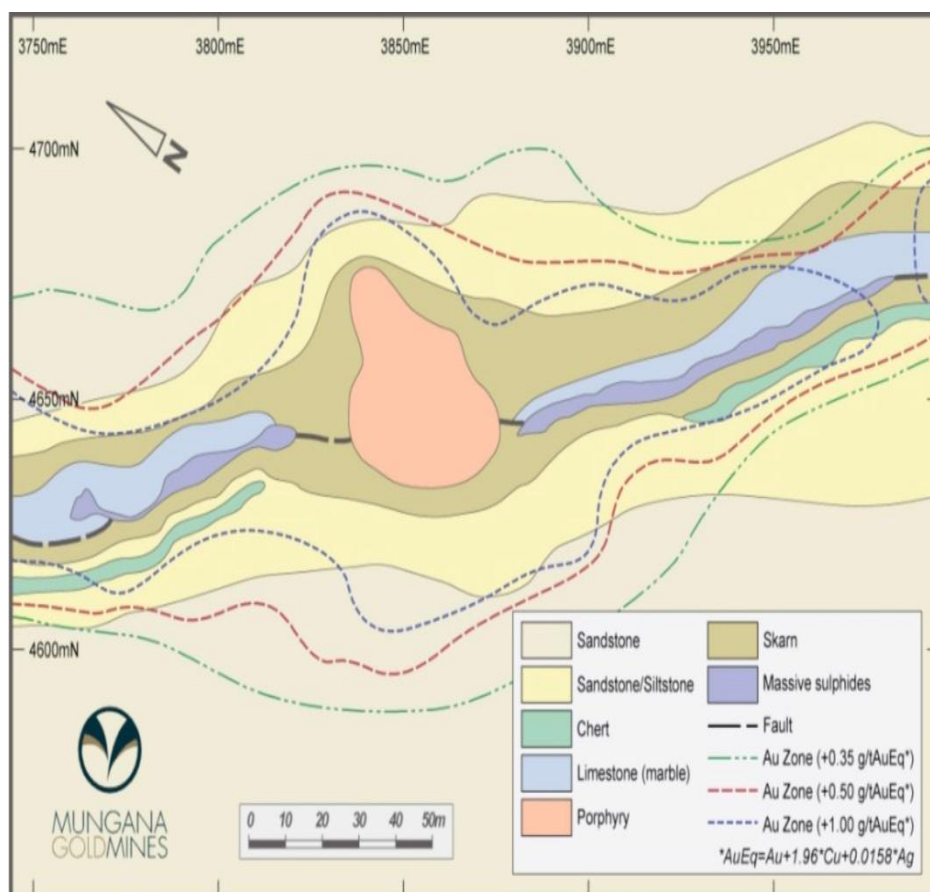 3750mE 3800mE 3850mE 3900mE 3950mE
N
4700mN
4650mN
4600mN
MUNGANA
GOLDMINES
0 10 20 30 40 50m
Sandstone
Sandstone/Siltstone
Chert
Limestone (marble)
Porphyry
Skarn
Massive sulphides
Fault
Au Zone (+0.35 g/tAuEq*)
Au Zone (+0.50 g/tAuEq*)
Au Zone (+1.00 g/tAuEq*)
*AuEq=Au+1.96*Cu+0.0158*Ag